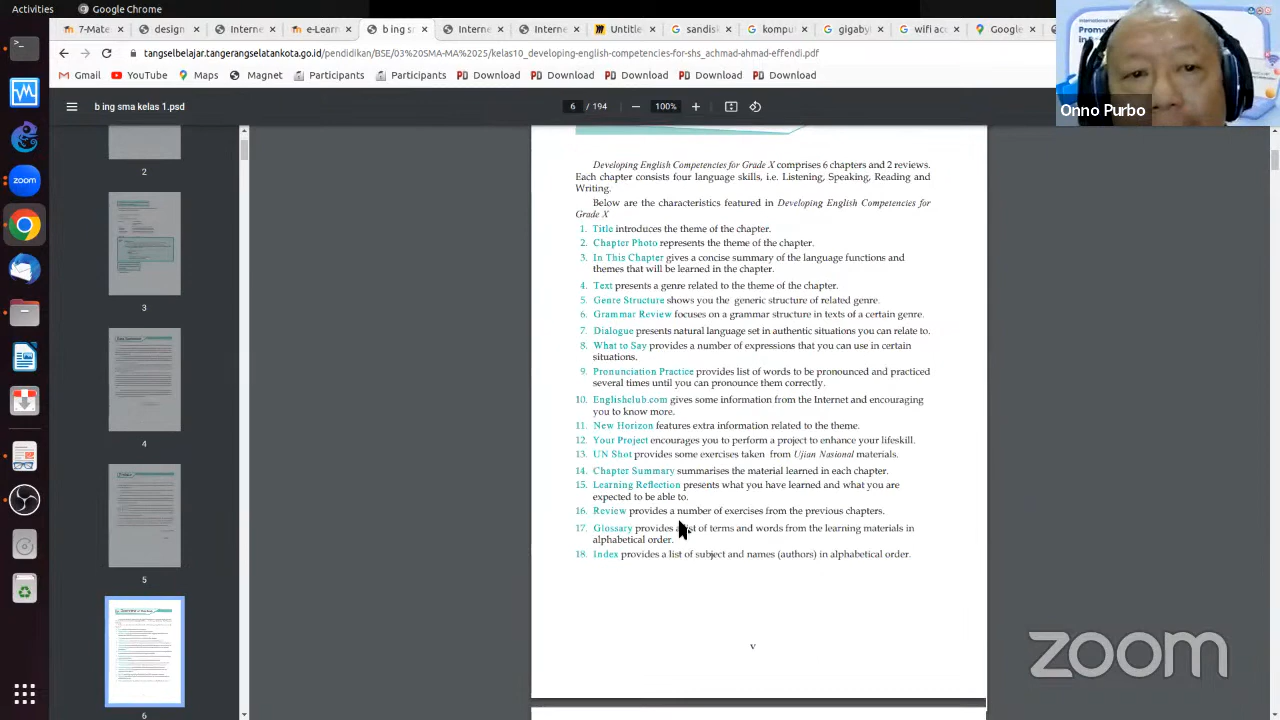 Activities
Google Chrome
7-Mate
design
Interne
e-Learn
b ing s
Interne
Interne
Untitle
sandisk
kompu
gigaby
wifi acc
Google
tangselbelajar.tangerangselatankota.go.id/pendidikan/BSE/03%20SMA-MA%2025/kelas10_developing-english-competencies-for-shs_achmad-ahmad-effendi.pdf
Gmail
YouTube
Maps
Magnet
Participants
Participants
Download
Download
Download
Download
Download
b ing sma kelas 1.psd
6 / 194
100%
Onno Purbo
zoom
2
3
4
5
6
Developing English Competencies for Grade X comprises 6 chapters and 2 reviews.
Each chapter consists four language skills, i.e. Listening, Speaking, Reading and
Writing.
Below are the characteristics featured in Developing English Competencies for
Grade X
1. Title introduces the theme of the chapter.
2. Chapter Photo represents the theme of the chapter.
3. In This Chapter gives a concise summary of the language functions and
themes that will be learned in the chapter.
4. Text presents a genre related to the theme of the chapter.
5. Genre Structure shows you the generic structure of related genre.
6. Grammar Review focuses on a grammar structure in texts of a certain genre.
7. Dialogue presents natural language set in authentic situations you can relate to.
8. What to Say provides a number of expressions that you can use in certain
situations.
9. Pronunciation Practice provides list of words to be pronounced and practiced
several times until you can pronounce them correctly.
10. Englishclub.com gives some information from the Internet and encouraging
you to know more.
11. New Horizon features extra information related to the theme.
12. Your Project encourages you to perform a project to enhance your lifeskill.
13. UN Shot provides some exercises taken from Ujian Nasional materials.
14. Chapter Summary summarises the material learned in each chapter.
15. Learning Reflection presents what you have learned and what you are
expected to be able to.
16. Review provides a number of exercises from the previous chapters.
17. Glossary provides a list of terms and words from the learning materials in
alphabetical order.
18. Index provides a list of subject and names (authors) in alphabetical order.
v
zoom